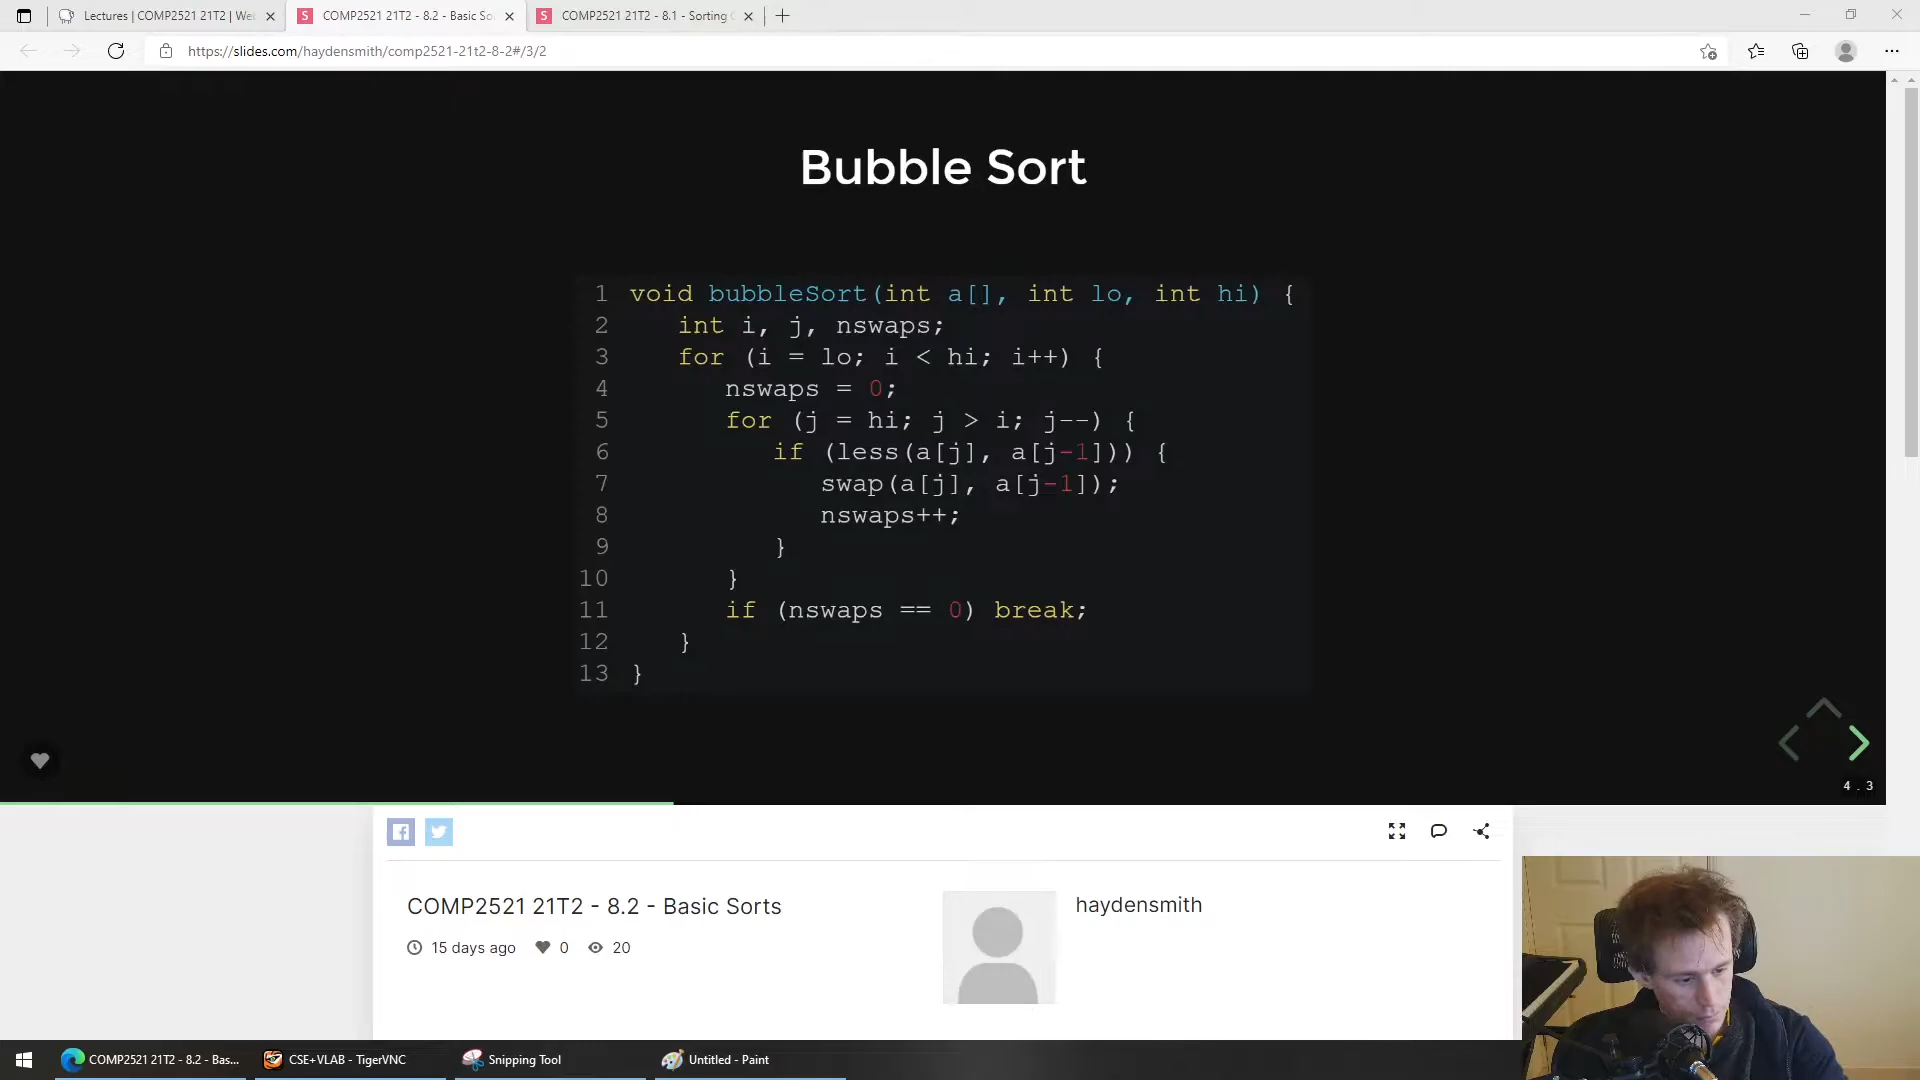 Lectures | COMP2521 21T2 | We
COMP2521 21T2 - 8.2 - Basic So
COMP2521 21T2 - 8.1 - Sorting
https://slides.com/haydensmith/comp2521-21t2-8-2#/3/2
Bubble Sort
1 void bubbleSort(int a[], int lo, int hi) {
2 int i, j, nswaps;
3 for (i = lo; i < hi; i++) {
4 nswaps = 0;
5 for (j = hi; j > i; j--) {
6 if (less(a[j], a[j-1])) {
7 swap(a[j], a[j-1]);
8 nswaps++;
9 }
10 }
11 if (nswaps == 0) break;
12 }
13 }
4 . 3
COMP2521 21T2 - 8.2 - Basic Sorts
haydensmith
15 days ago 0 20
COMP2521 21T2 - 8.2 - Bas...
CSE+VLAB - TigerVNC
Snipping Tool
Untitled - Paint